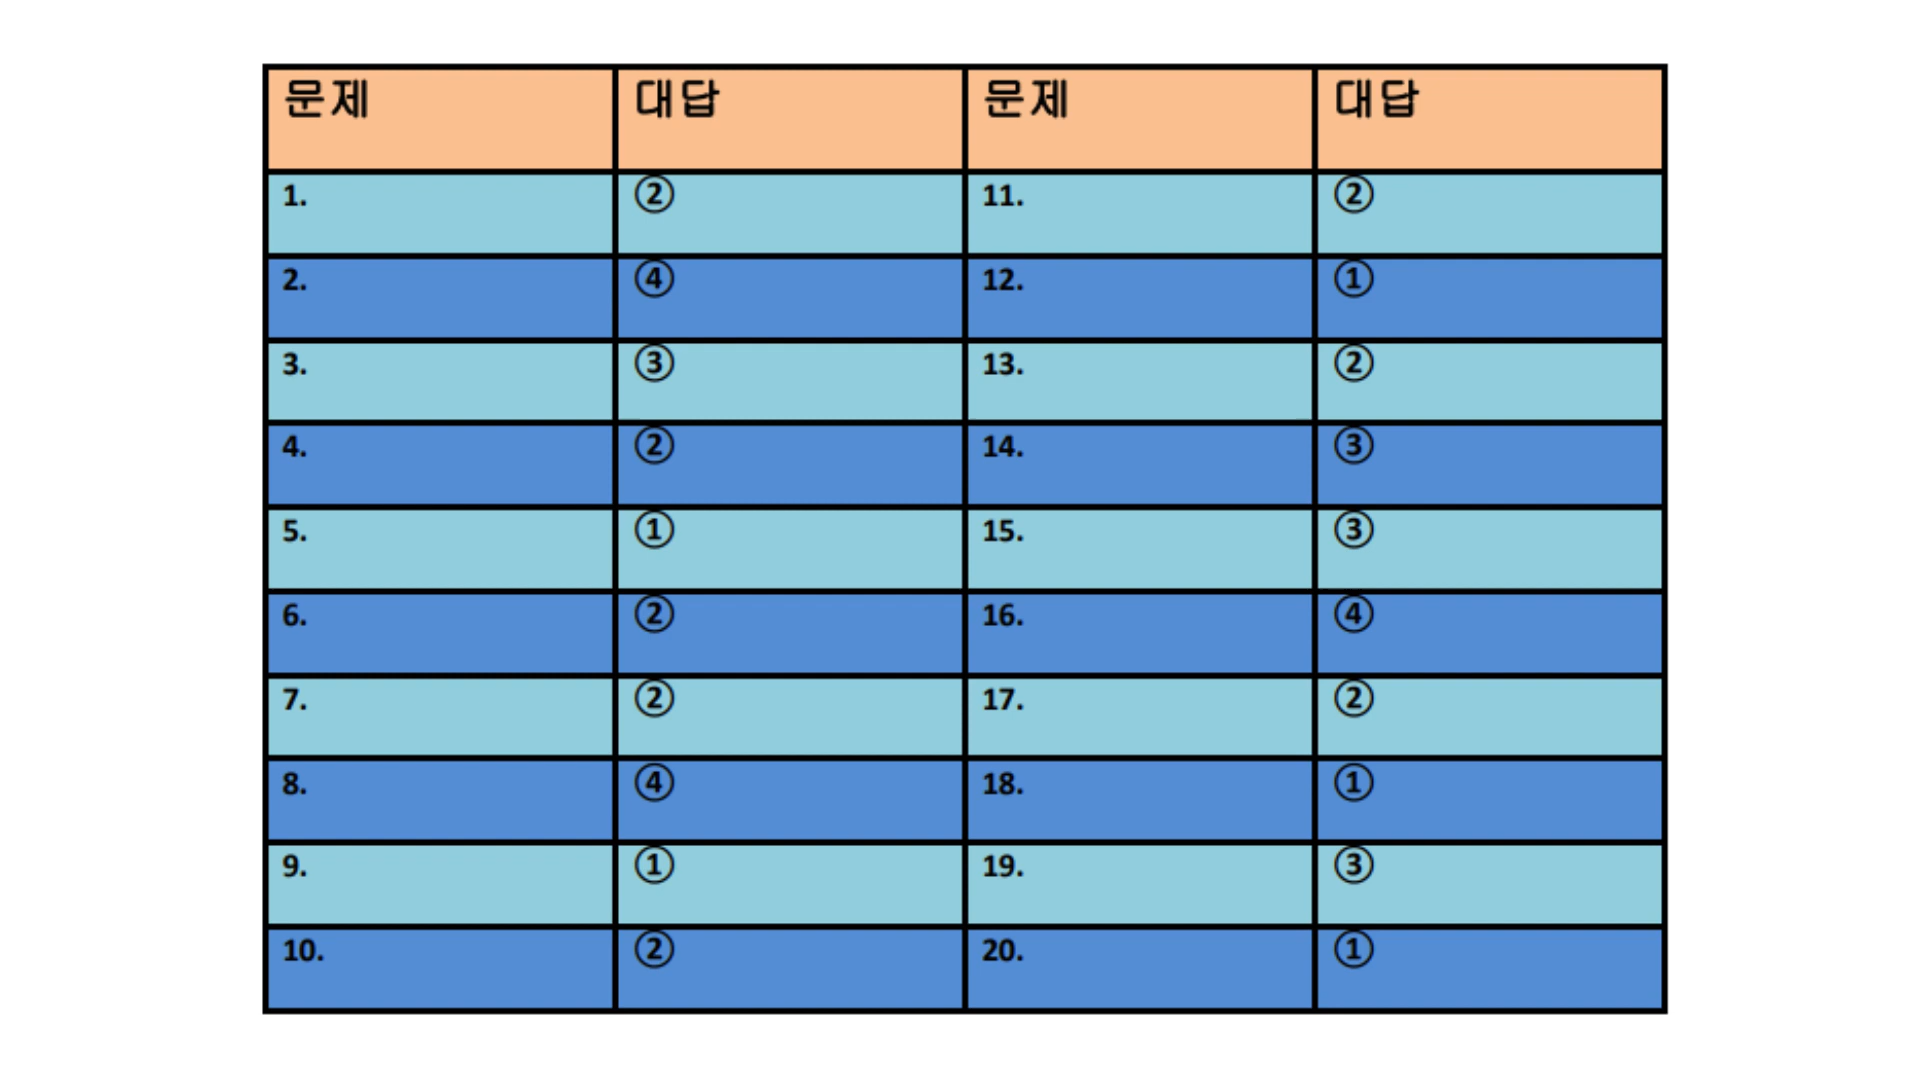 문제 대답 문제 대답
1. ② 11. ②
2. ④ 12. ①
3. ③ 13. ②
4. ② 14. ③
5. ① 15. ③
6. ② 16. ④
7. ② 17. ②
8. ④ 18. ①
9. ① 19. ③
10. ② 20. ①